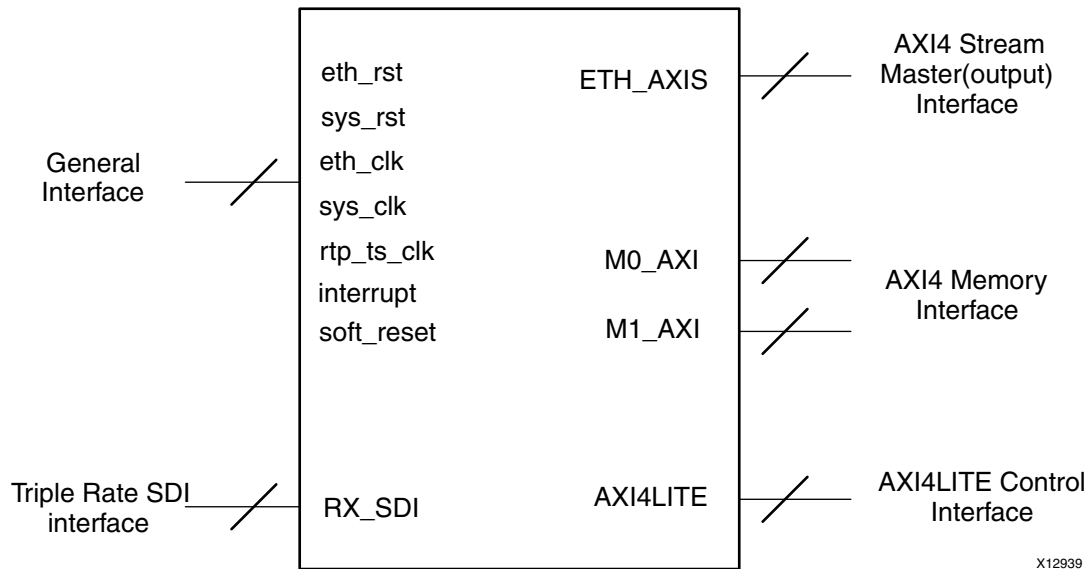 General
Interface
eth_rst
sys_rst
eth_clk
sys_clk
rtp_ts_clk
interrupt
soft_reset
Triple Rate SDI
interface
RX_SDI
ETH_AXIS
AXI4 Stream
Master(output)
Interface
M0_AXI
M1_AXI
AXI4 Memory
Interface
AXI4LITE
AXI4LITE Control
Interface
X12939